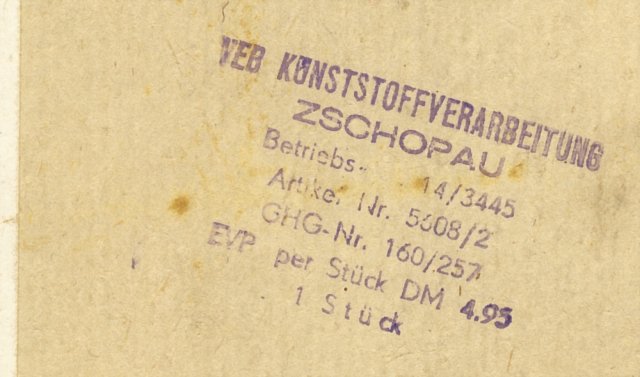 VEB KUNSTSTOFFVERARBEITUNG
ZSCHOPAU
Betriebs- 14/3445
Artikel Nr. 5608/2
GHG-Nr. 160/257
EVP per Stück DM 4.95
1 Stück